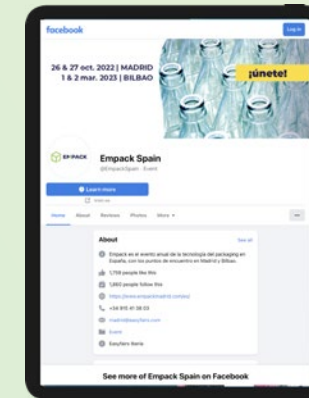 facebook
Log in
26 & 27 oct. 2022 | MADRID
1 & 2 mar. 2023 | BILBAO
¡únete!
EMPACK
Empack Spain
@EmpackSpain · Event
Learn more
Home About Reviews Photos More
About
See all
Empack es el evento anual de la tecnología del packaging en
España, con los puntos de encuentro en Madrid y Bilbao.
1,759 people like this
1,860 people follow this
+34 915 41 38 03
madrid@easyfairs.com
Event
Easyfairs Iberia
See more of Empack Spain on Facebook